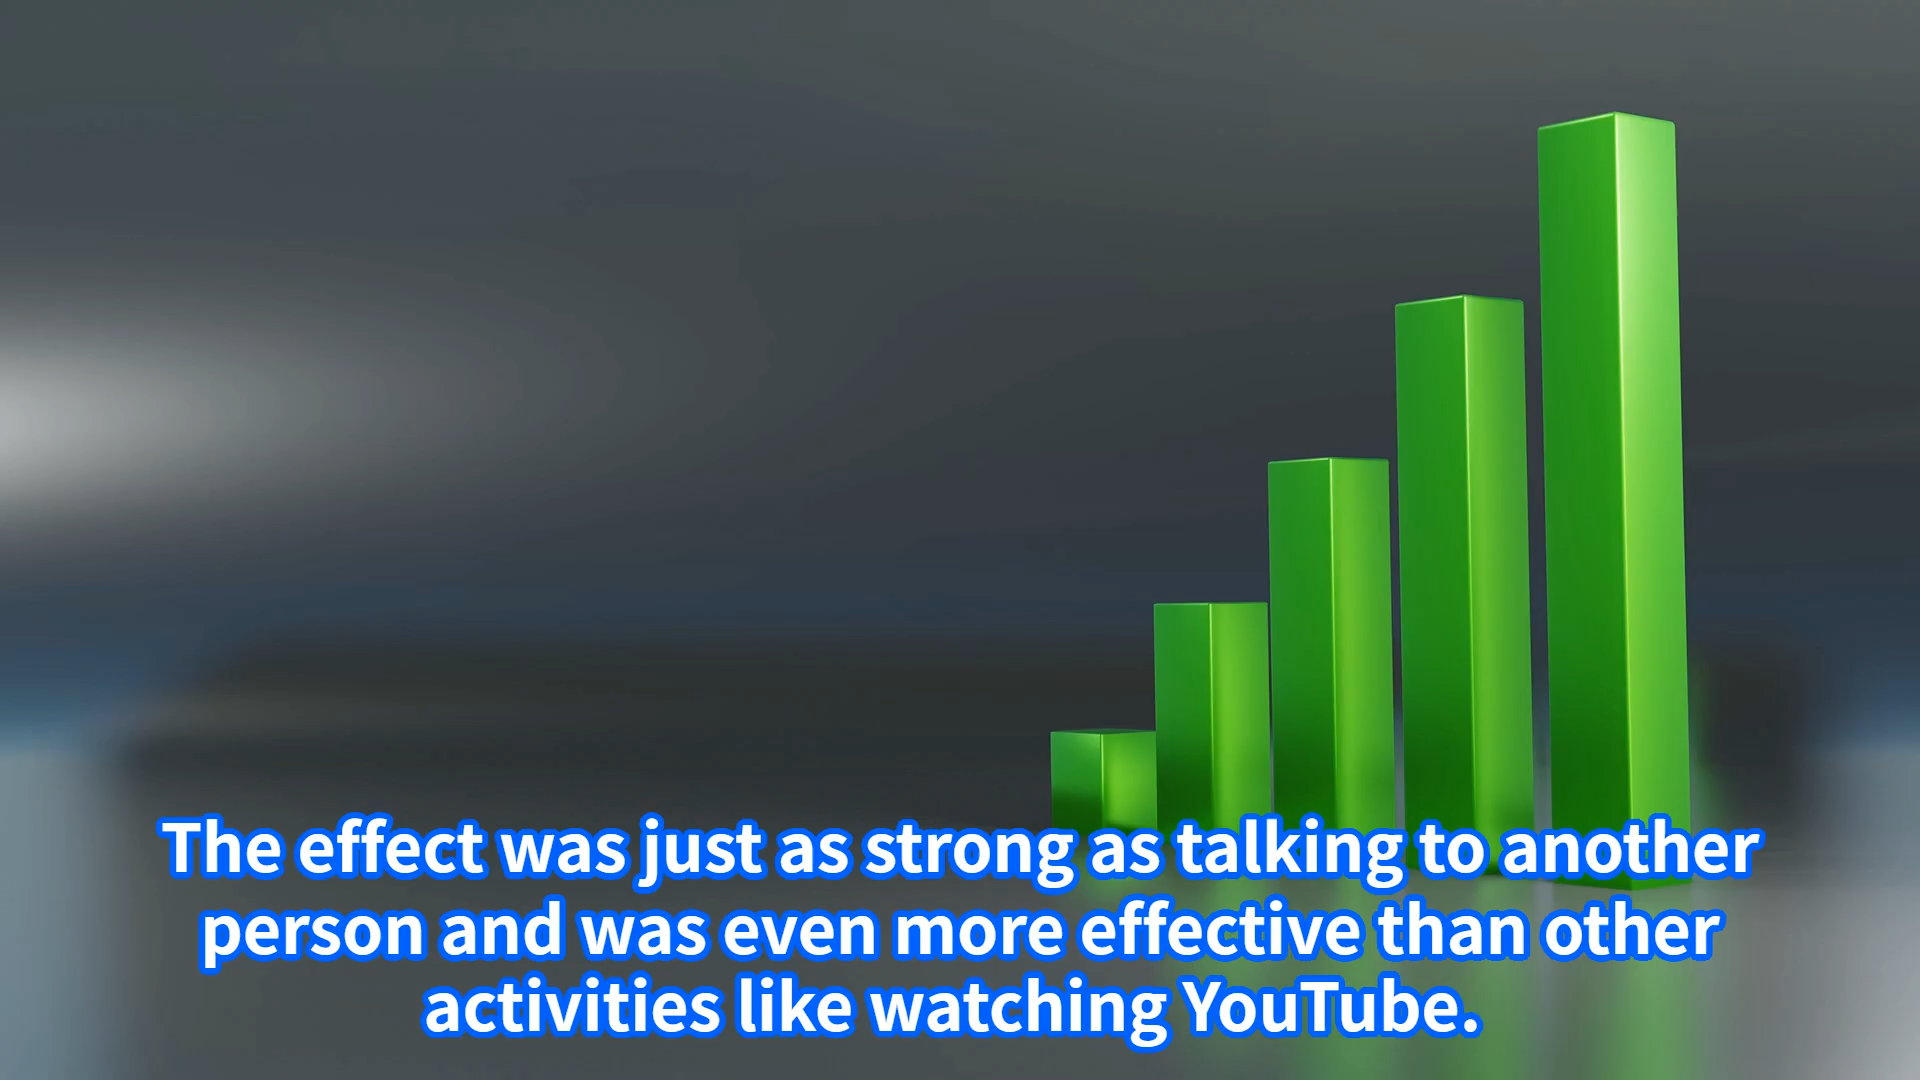 The effect was just as strong as talking to another
person and was even more effective than other
activities like watching YouTube.